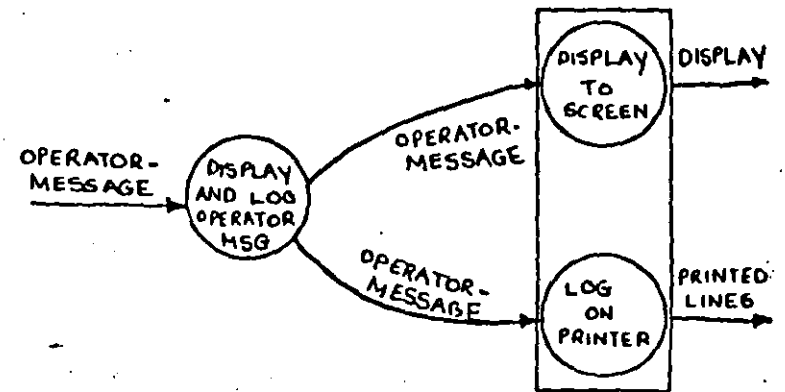 OPERATOR-
MESSAGE
DISPLAY
AND LOG
OPERATOR
MSG
OPERATOR-
MESSAGE
OPERATOR-
MESSAGE
DISPLAY
TO
SCREEN
DISPLAY
LOG
ON
PRINTER
PRINTED
LINES